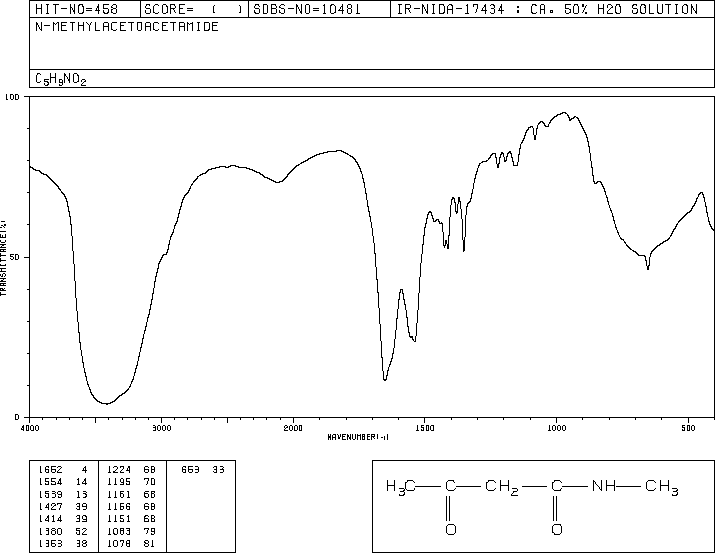 HIT-NO=458 SCORE= ( ) SDBS-NO=10481 IR-NIDA-17434 : CA. 50% H2O SOLUTION
N-METHYLACETOACETAMIDE
C5H9NO2
100
50
0
TRANSMITTANCE(%)
4000 3000 2000 1500 1000 500
WAVENUMBER(-1)
1652 4 1224 68 653 33
1554 14 1195 70
1539 13 1161 66
1427 39 1156 68
1414 39 1151 66
1380 52 1083 79
1353 38 1078 81
H3C C CH2 C NH CH3
O O